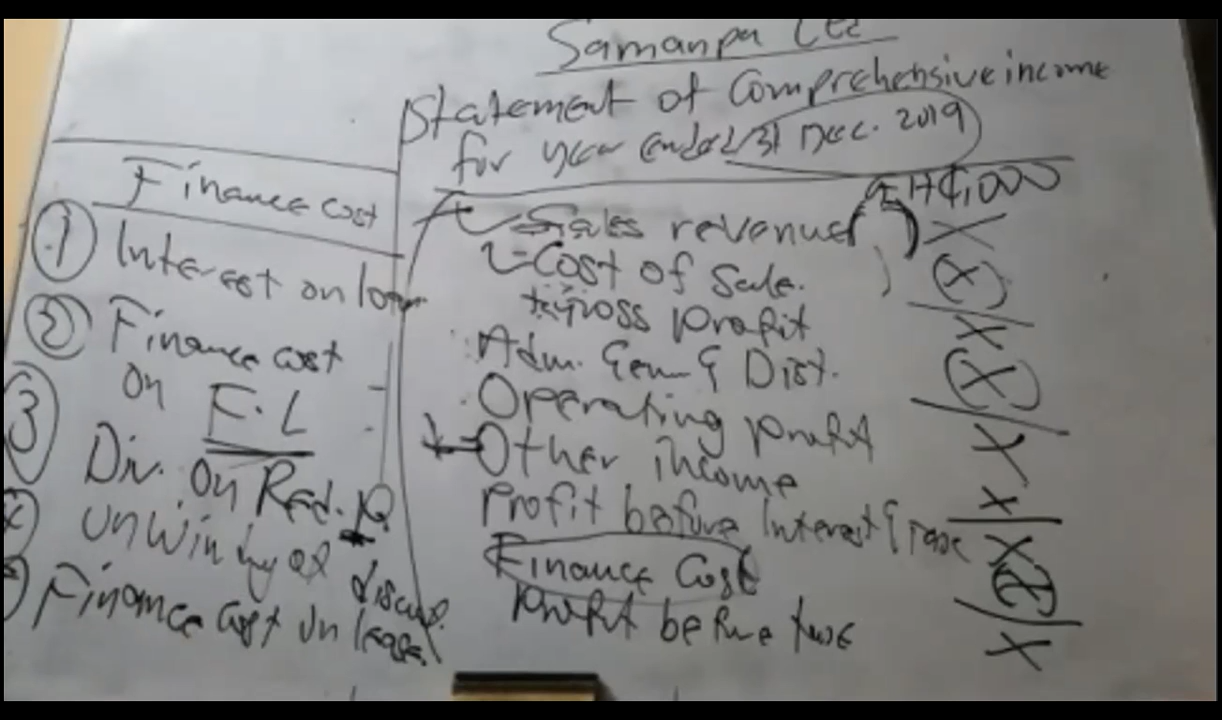 Samanpa Ltd
Statement of Comprehensive income
for year ended 31 Dec. 2019
GH¢,000
Sales revenue X
Cost of Sale. (X)
Gross profit X
Adm. Gen & Dist. (X)
Operating profit X
Other income X
Profit before Interest & Tax X
Finance Cost (X)
Profit before tax X
Finance cost
① Interest on loan
② Finance cost
on F.L
③ Div. on Red. P
4 unwinding of discount.
Finance cost on lease.